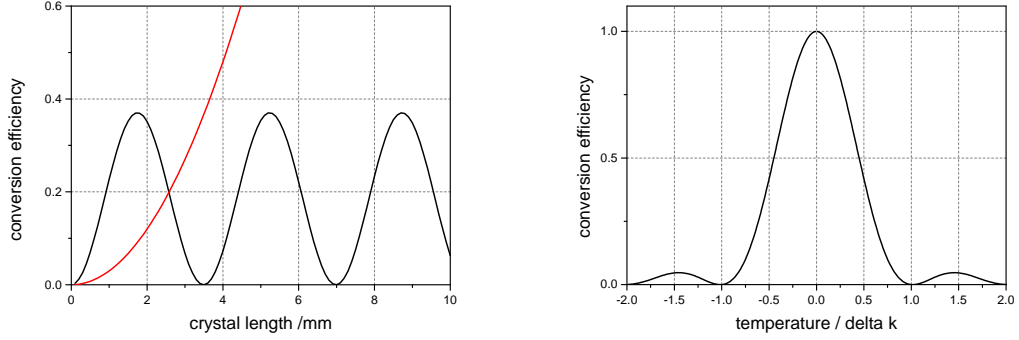 0.6
0.4
0.2
0.0
conversion efficiency
0 2 4 6 8 10
crystal length /mm
1.0
0.5
0.0
conversion efficiency
-2.0 -1.5 -1.0 -0.5 0.0 0.5 1.0 1.5 2.0
temperature / delta k